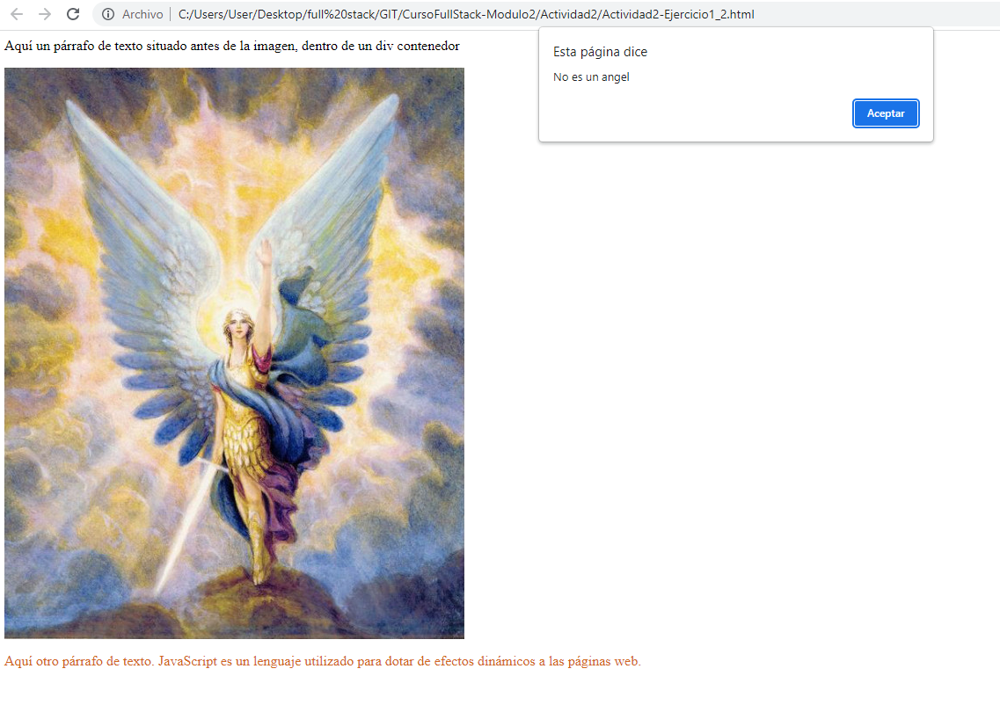 Archivo | C:/Users/User/Desktop/full%20stack/GIT/CursoFullStack-Modulo2/Actividad2/Actividad2-Ejercicio1_2.html
Aquí un párrafo de texto situado antes de la imagen, dentro de un div contenedor
Esta página dice
No es un angel
Aceptar
Aquí otro párrafo de texto. JavaScript es un lenguaje utilizado para dotar de efectos dinámicos a las páginas web.